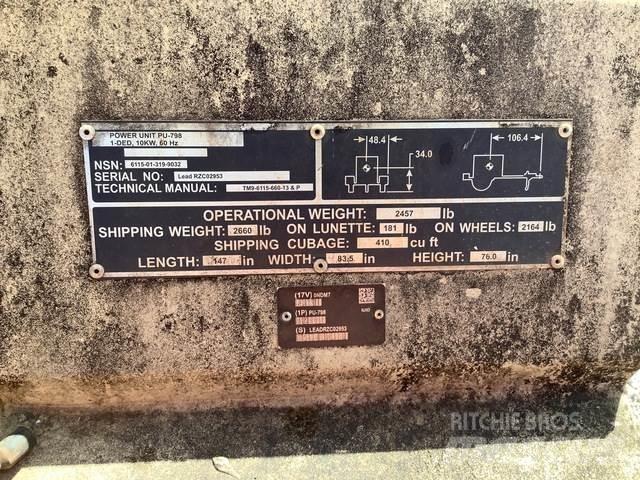 POWER UNIT PU-798
1-DED, 10KW, 60 Hz
NSN: 6115-01-319-9032
SERIAL NO: Lead RZC02953
TECHNICAL MANUAL: TM9-6115-660-13 & P
48.4
34.0
106.4
OPERATIONAL WEIGHT: 2457 lb
SHIPPING WEIGHT: 2660 lb ON LUNETTE: 181 lb ON WHEELS: 2164 lb
SHIPPING CUBAGE: 410 cu ft
LENGTH: 147 in WIDTH: 83.5 in HEIGHT: 76.0 in
(17V) 0NDM7
(1P) PU-798
(S) LEADRZC02953
RITCHIE BROS